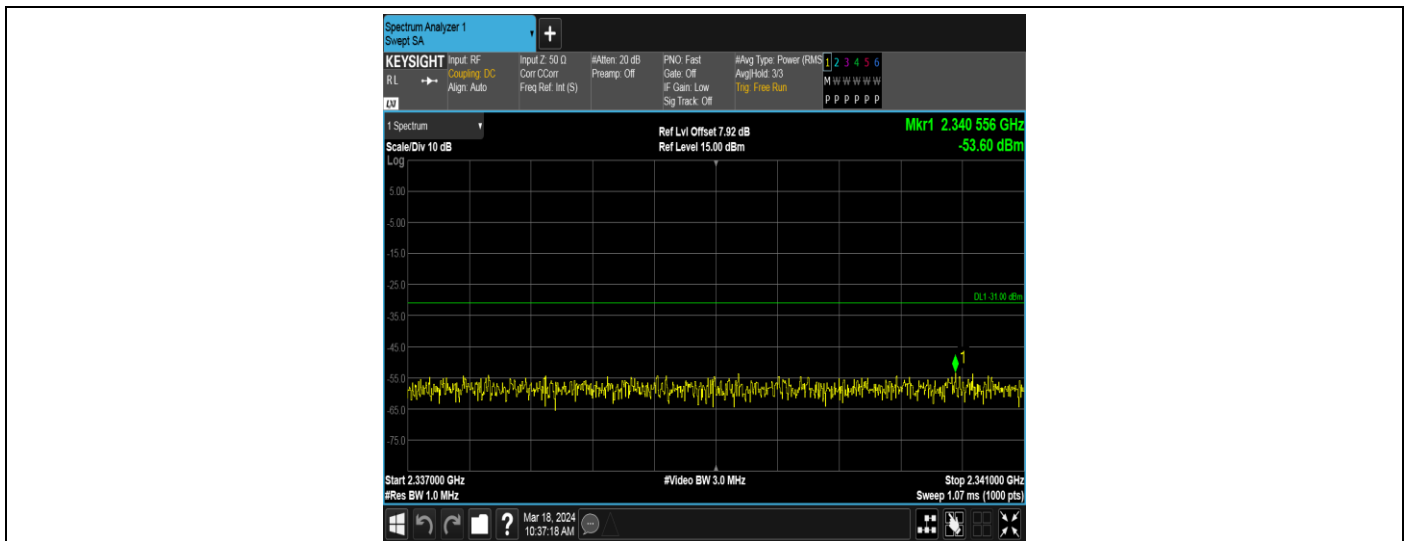 Spectrum Analyzer 1
Swept SA
+
KEYSIGHT
RL
LXI
Input: RF
Coupling: DC
Align: Auto
Input Z: 50 Ω
Corr CCorr
Freq Ref: Int (S)
#Atten: 20 dB
Preamp: Off
PNO: Fast
Gate: Off
IF Gain: Low
Sig Track: Off
#Avg Type: Power (RMS
Avg|Hold: 3/3
Trig: Free Run
1 2 3 4 5 6
M W W W W W
P P P P P P
1 Spectrum
Scale/Div 10 dB
Ref Lvl Offset 7.92 dB
Ref Level 15.00 dBm
Mkr1 2.340 556 GHz
-53.60 dBm
Log
5.00
-5.00
-15.0
-25.0
DL1 -31.00 dBm
-35.0
-45.0
1
-55.0
-65.0
-75.0
Start 2.337000 GHz
#Res BW 1.0 MHz
#Video BW 3.0 MHz
Stop 2.341000 GHz
Sweep 1.07 ms (1000 pts)
?
Mar 18, 2024
10:37:18 AM